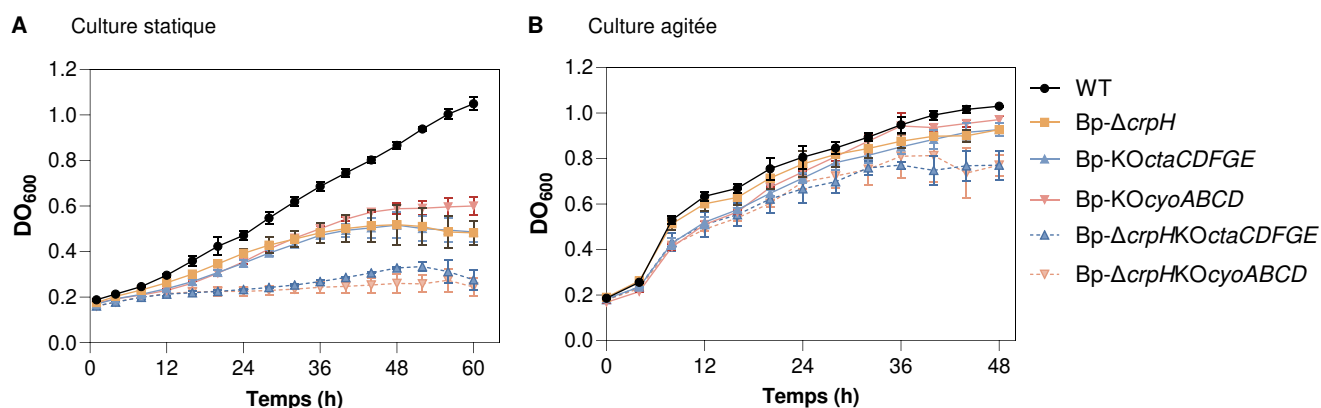 A Culture statique
1.2
1.0
0.8
0.6
0.4
0.2
0.0
DO600
0 12 24 36 48 60
Temps (h)
B Culture agitée
1.2
1.0
0.8
0.6
0.4
0.2
0.0
DO600
0 12 24 36 48
Temps (h)
WT
Bp-ΔcrpH
Bp-KOctaCDFGE
Bp-KOcyoABCD
Bp-ΔcrpHKOctaCDFGE
Bp-ΔcrpHKOcyoABCD